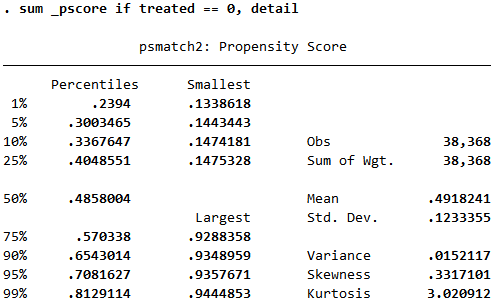 . sum _pscore if treated == 0, detail
psmatch2: Propensity Score
Percentiles Smallest
1% .2394 .1338618
5% .3003465 .1443443
10% .3367647 .1474181 Obs 38,368
25% .4048551 .1475328 Sum of Wgt. 38,368
50% .4858004 Mean .4918241
Largest Std. Dev. .1233355
75% .570338 .9288358
90% .6543014 .9348959 Variance .0152117
95% .7081627 .9357671 Skewness .3317101
99% .8129114 .9444853 Kurtosis 3.020912